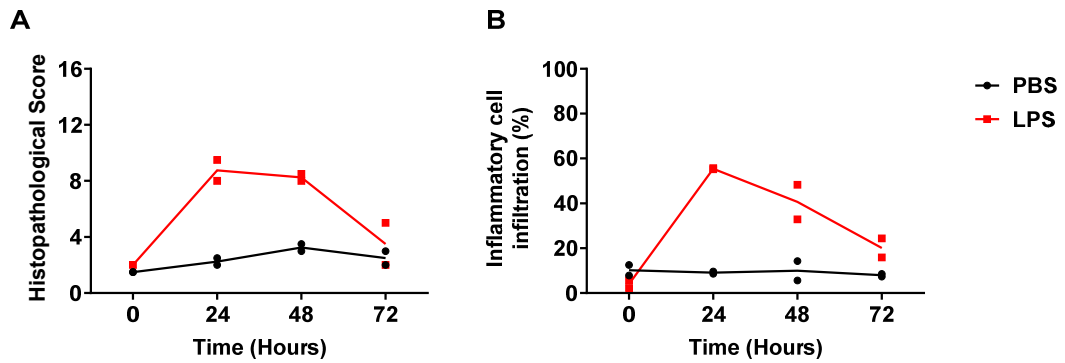 A
Histopathological Score
16
12
8
4
0
0 24 48 72
Time (Hours)
B
Inflammatory cell
infiltration (%)
100
80
60
40
20
0
0 24 48 72
Time (Hours)
PBS
LPS